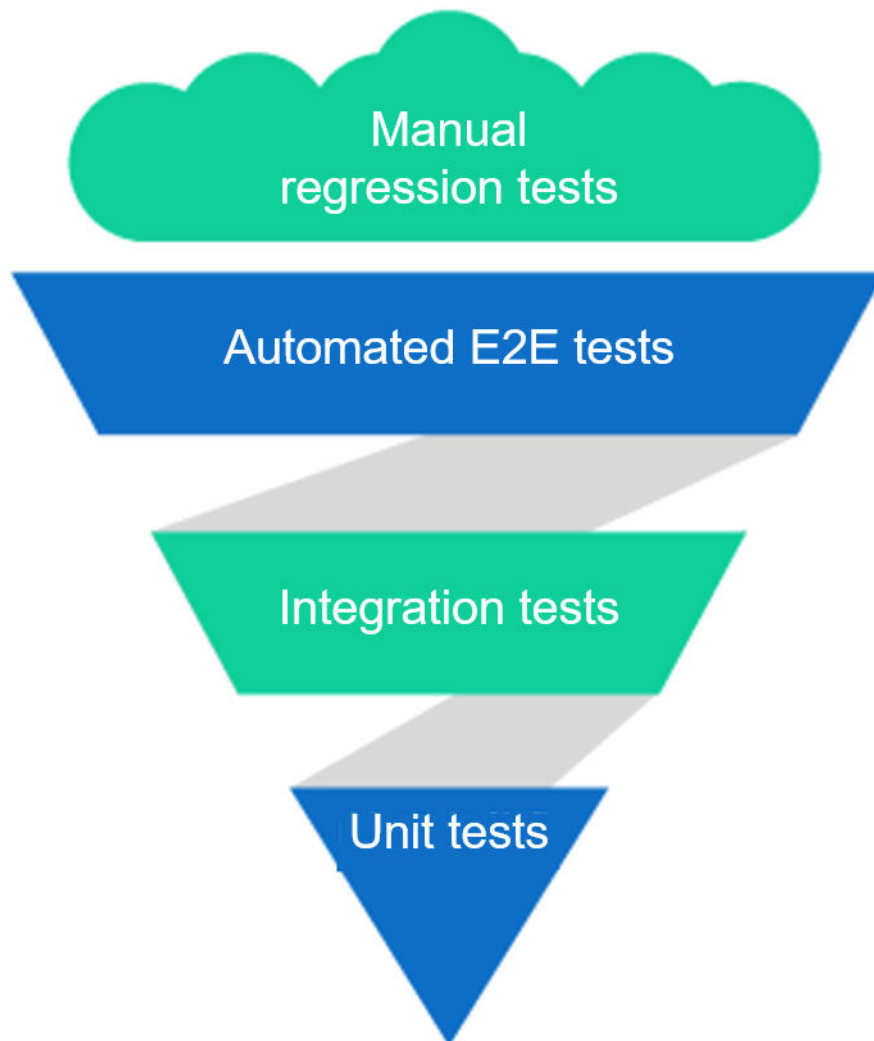 Manual
regression tests
Automated E2E tests
Integration tests
Unit tests